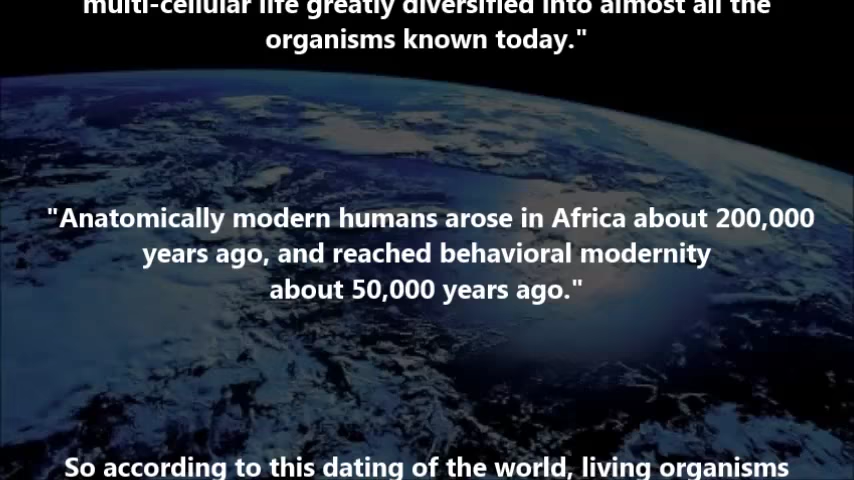 multi-cellular life greatly diversified into almost all the
organisms known today."
"Anatomically modern humans arose in Africa about 200,000
years ago, and reached behavioral modernity
about 50,000 years ago."
So according to this dating of the world, living organisms